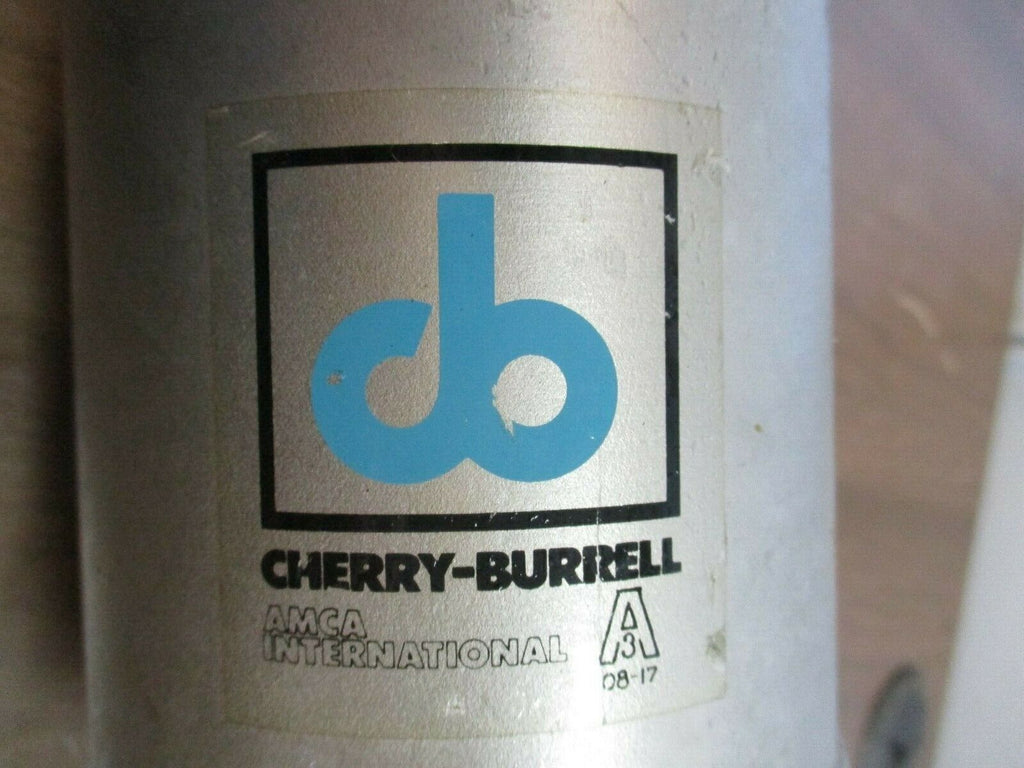 cb
CHERRY-BURRELL
AMCA
INTERNATIONAL
A
3
08-17